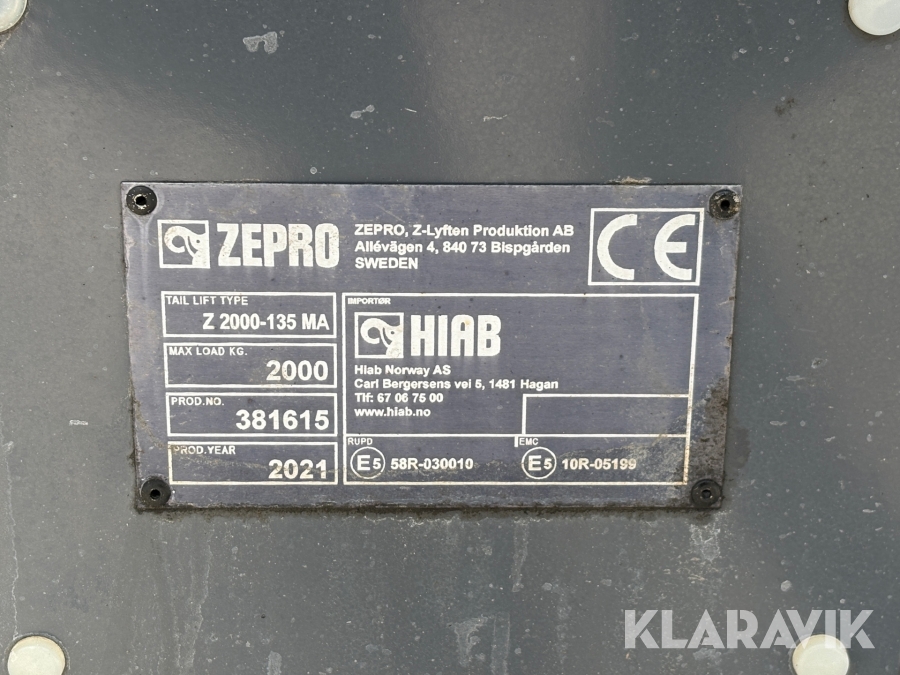 ZEPRO
ZEPRO, Z-Lyften Produktion AB
Allévägen 4, 840 73 Bispgården
SWEDEN
CE
TAIL LIFT TYPE
Z 2000-135 MA
MAX LOAD KG.
2000
PROD.NO.
381615
PROD.YEAR
2021
IMPORTØR
HIAB
Hiab Norway AS
Carl Bergersens vei 5, 1481 Hagan
Tlf: 67 06 75 00
www.hiab.no
RUPD
E5 58R-030010
EMC
E5 10R-05199
KLARAVIK